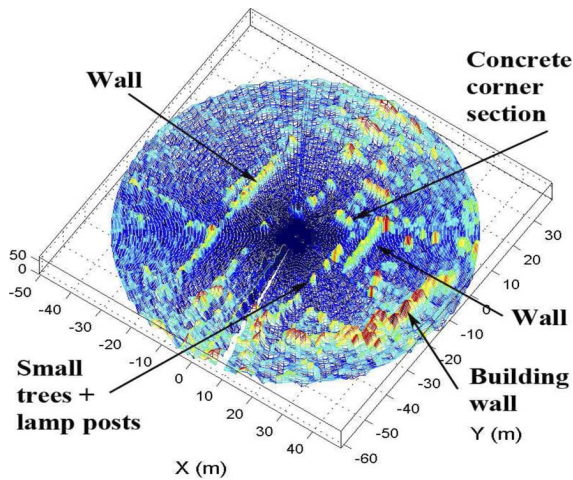 Concrete
corner
section
Wall
50
0
-50
-40
-30
-20
-10
0
10
20
30
40
X (m)
30
20
10
0
-10
-20
-30
-40
-50
-60
Y (m)
Wall
Building
wall
Small
trees +
lamp posts